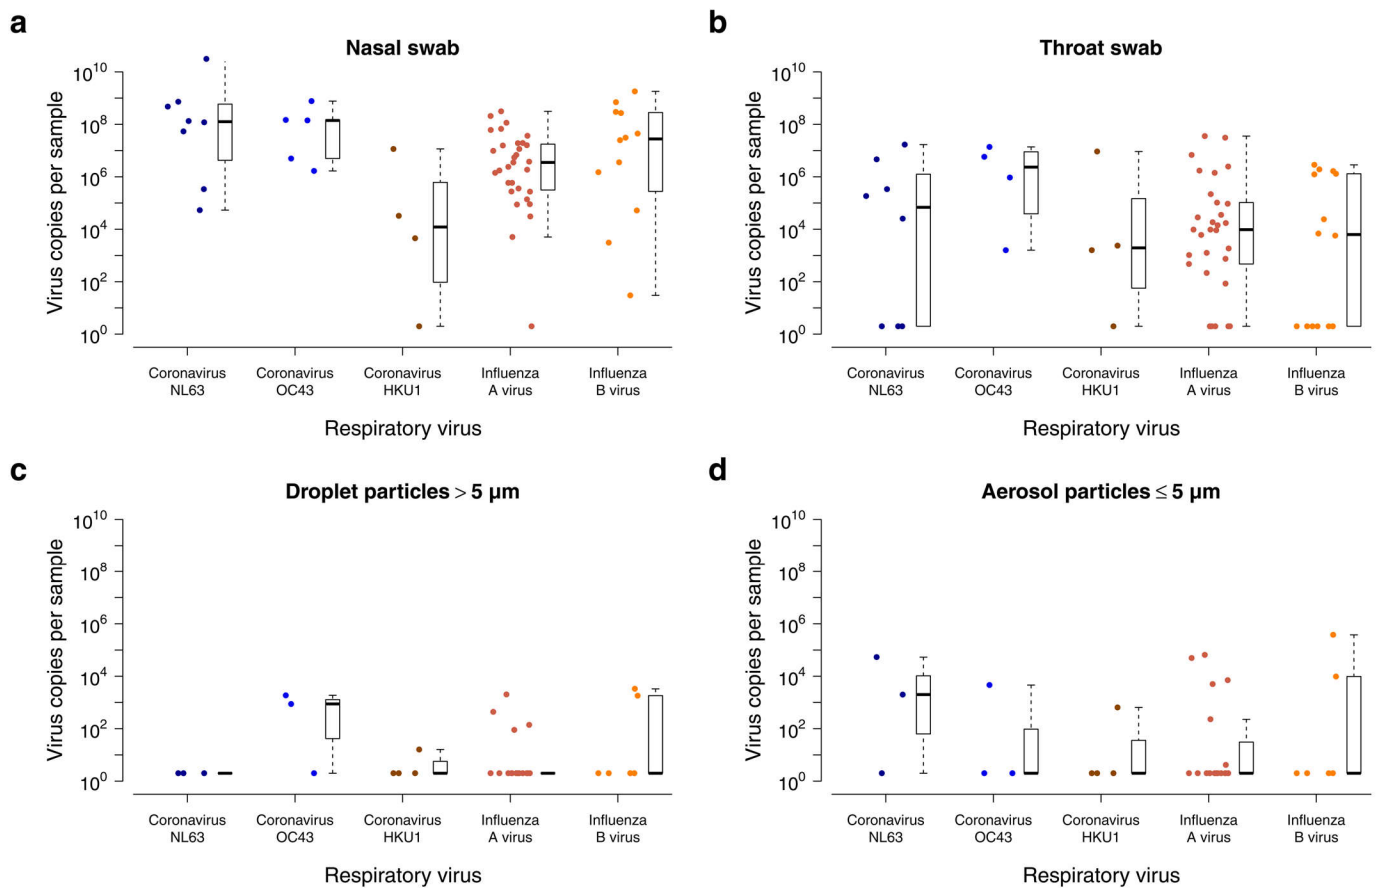 a
Nasal swab
Virus copies per sample
10^10
10^8
10^6
10^4
10^2
10^0
Coronavirus NL63
Coronavirus OC43
Coronavirus HKU1
Influenza A virus
Influenza B virus
Respiratory virus
b
Throat swab
Virus copies per sample
10^10
10^8
10^6
10^4
10^2
10^0
Coronavirus NL63
Coronavirus OC43
Coronavirus HKU1
Influenza A virus
Influenza B virus
Respiratory virus
c
Droplet particles > 5 µm
Virus copies per sample
10^10
10^8
10^6
10^4
10^2
10^0
Coronavirus NL63
Coronavirus OC43
Coronavirus HKU1
Influenza A virus
Influenza B virus
Respiratory virus
d
Aerosol particles ≤ 5 µm
Virus copies per sample
10^10
10^8
10^6
10^4
10^2
10^0
Coronavirus NL63
Coronavirus OC43
Coronavirus HKU1
Influenza A virus
Influenza B virus
Respiratory virus